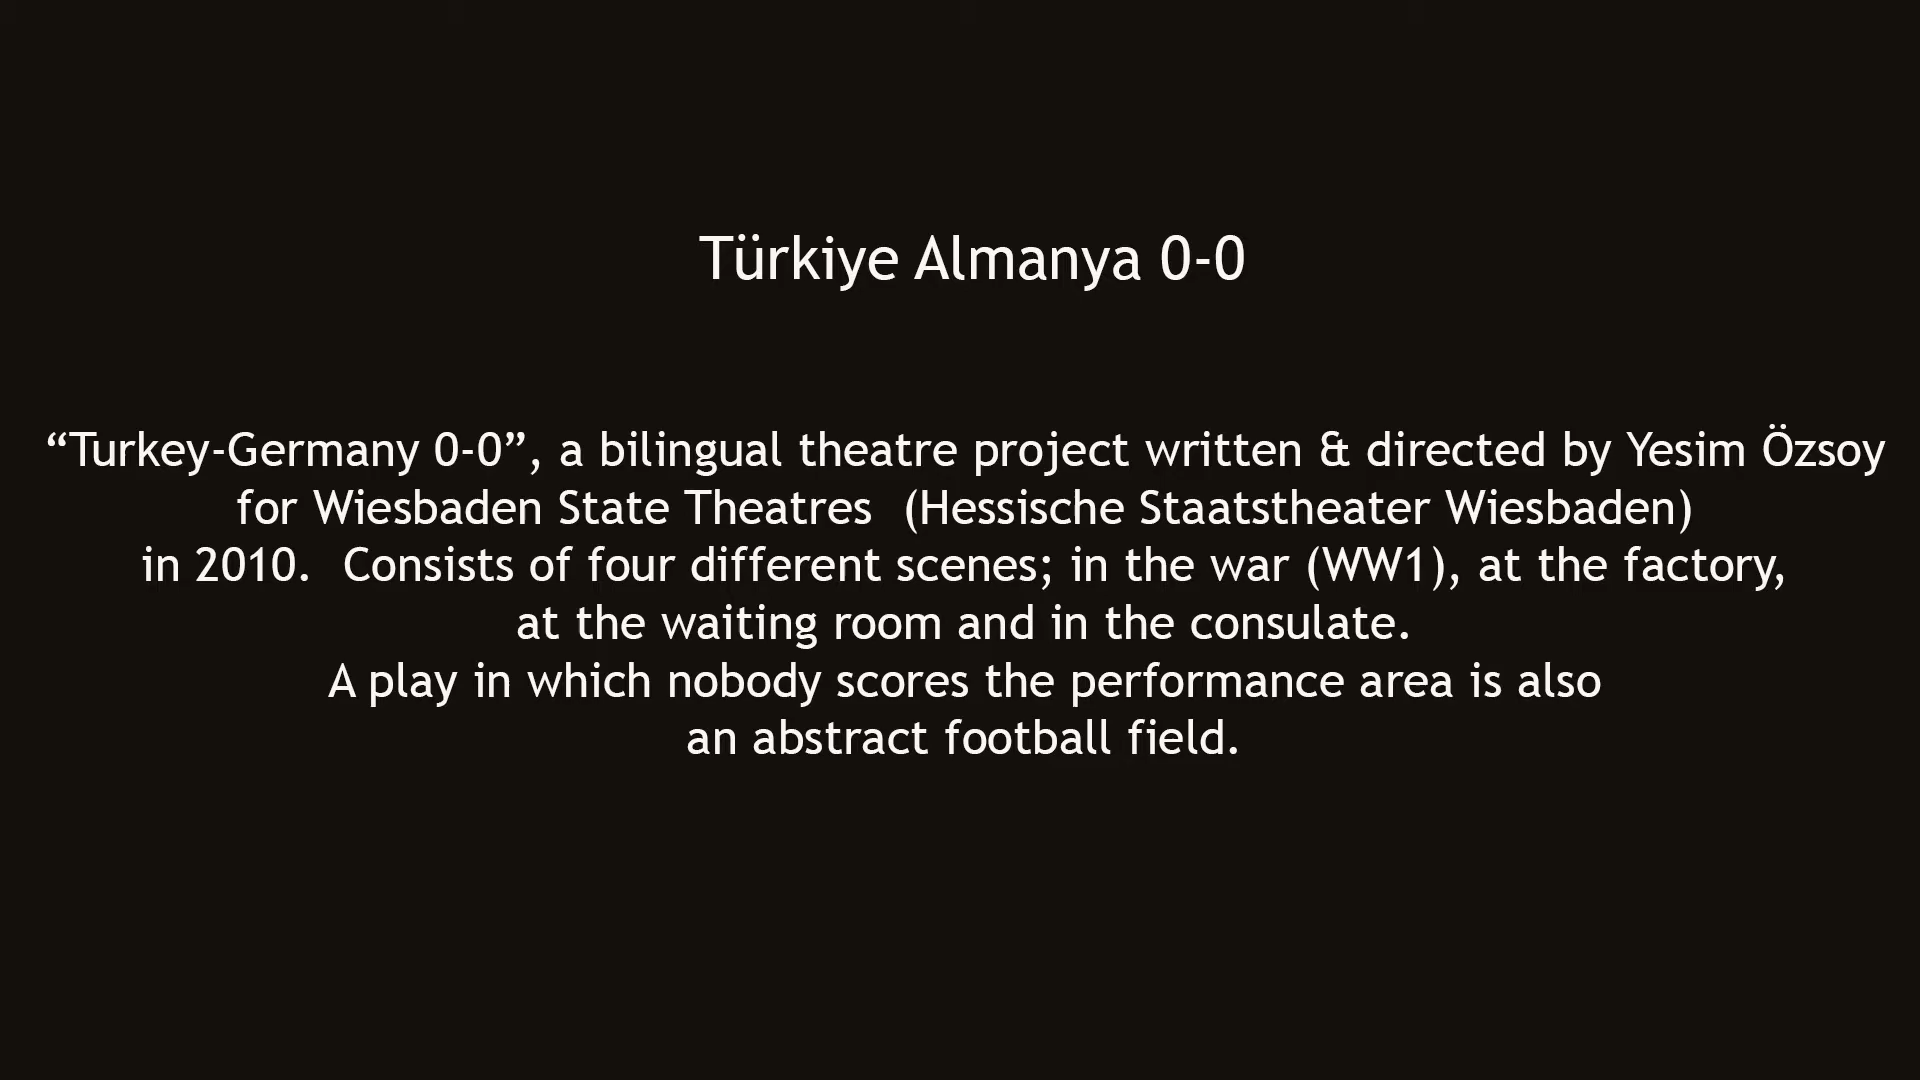 Türkiye Almanya 0-0
“Turkey-Germany 0-0”, a bilingual theatre project written & directed by Yesim Özsoy
for Wiesbaden State Theatres  (Hessische Staatstheater Wiesbaden)
in 2010.  Consists of four different scenes; in the war (WW1), at the factory,
at the waiting room and in the consulate.
A play in which nobody scores the performance area is also
an abstract football field.